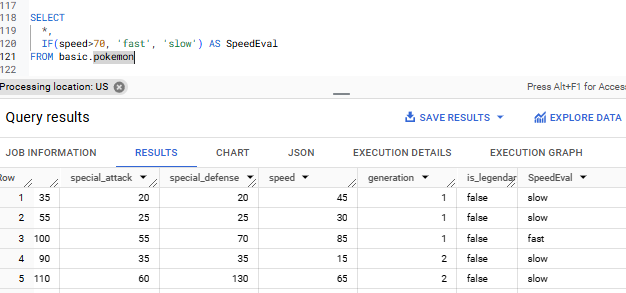 117
118 SELECT
119 *,
120 IF(speed>70, 'fast', 'slow') AS SpeedEval
121 FROM basic.pokemon
122
Processing location: US Press Alt+F1 for Access
Query results SAVE RESULTS EXPLORE DATA
JOB INFORMATION RESULTS CHART JSON EXECUTION DETAILS EXECUTION GRAPH
Row special_attack special_defense speed generation is_legendar SpeedEval
1 35 20 20 45 1 false slow
2 55 25 25 30 1 false slow
3 100 55 70 85 1 false fast
4 90 35 35 15 2 false slow
5 110 60 130 65 2 false slow